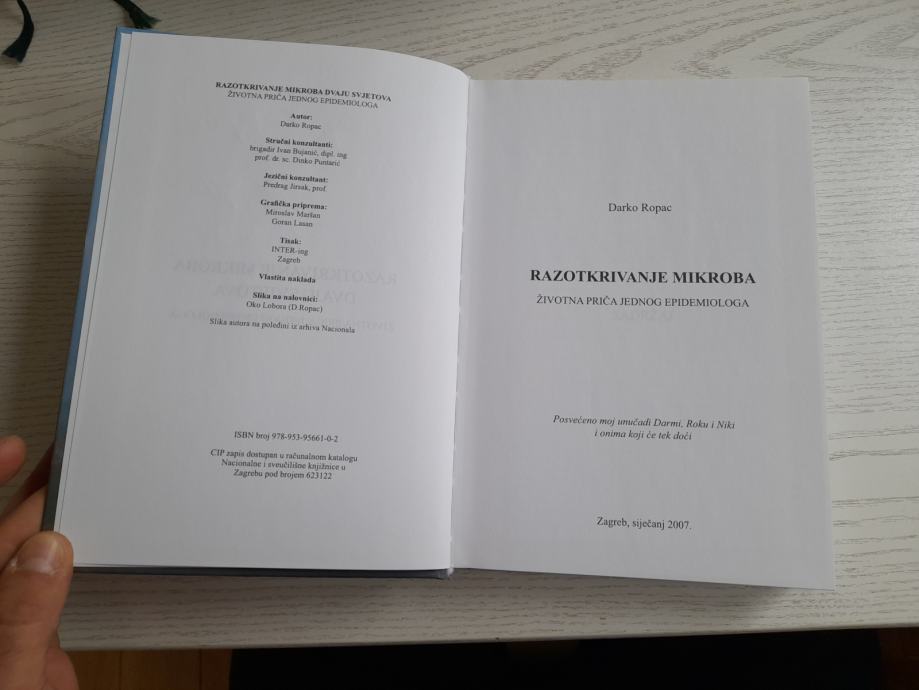 RAZOTKRIVANJE MIKROBA DVAJU SVJETOVA
ŽIVOTNA PRIČA JEDNOG EPIDEMIOLOGA
Autor:
Darko Ropac
Stručni konzultanti:
brigadir Ivan Bujanić, dipl. ing
prof. dr. sc. Dinko Puntarić
Jezični konzultant:
Predrag Jirsak, prof.
Grafička priprema:
Miroslav Maršan
Goran Lasan
Tisak:
INTER-ing
Zagreb
Vlastita naklada
Slika na nalovnici:
Oko Lobora (D.Ropac)
Slika autora na poleđini iz arhiva Nacionala
ISBN broj 978-953-95661-0-2
CIP zapis dostupan u računalnom katalogu
Nacionalne i sveučilišne knjižnice u
Zagrebu pod brojem 623122
Darko Ropac
RAZOTKRIVANJE MIKROBA
ŽIVOTNA PRIČA JEDNOG EPIDEMIOLOGA
Posvećeno moj unučadi Darmi, Roku i Niki
i onima koji će tek doći
Zagreb, siječanj 2007.